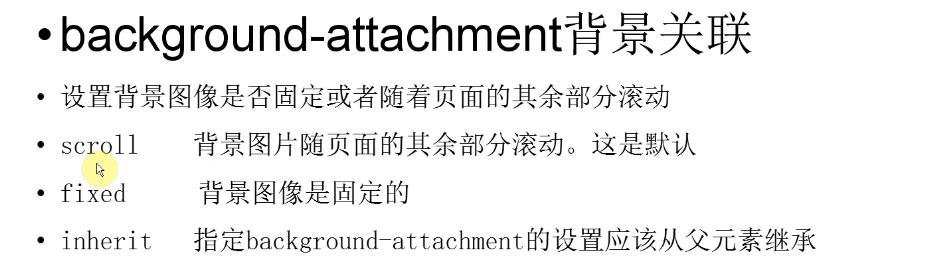 •background-attachment背景关联
• 设置背景图像是否固定或者随着页面的其余部分滚动
• scroll 背景图片随页面的其余部分滚动。这是默认
• fixed 背景图像是固定的
• inherit 指定background-attachment的设置应该从父元素继承